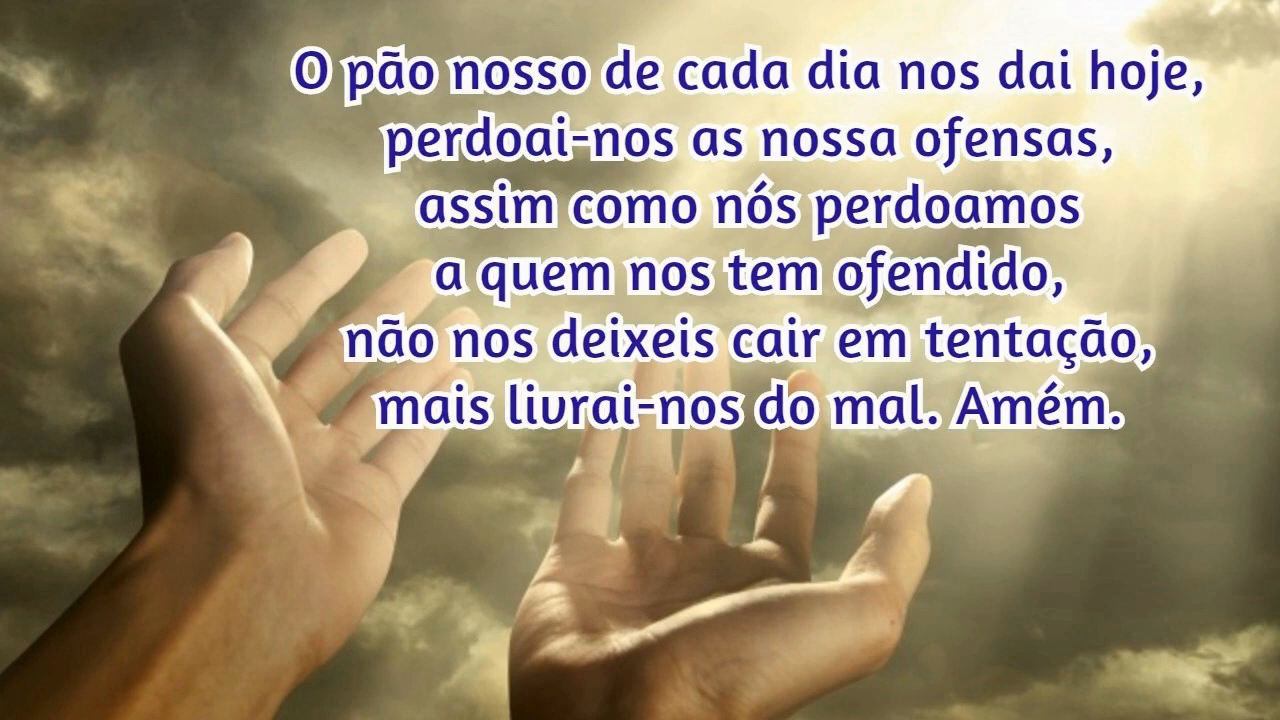 O pão nosso de cada dia nos dai hoje,
perdoai-nos as nossa ofensas,
assim como nós perdoamos
a quem nos tem ofendido,
não nos deixeis cair em tentação,
mais livrai-nos do mal. Amém.